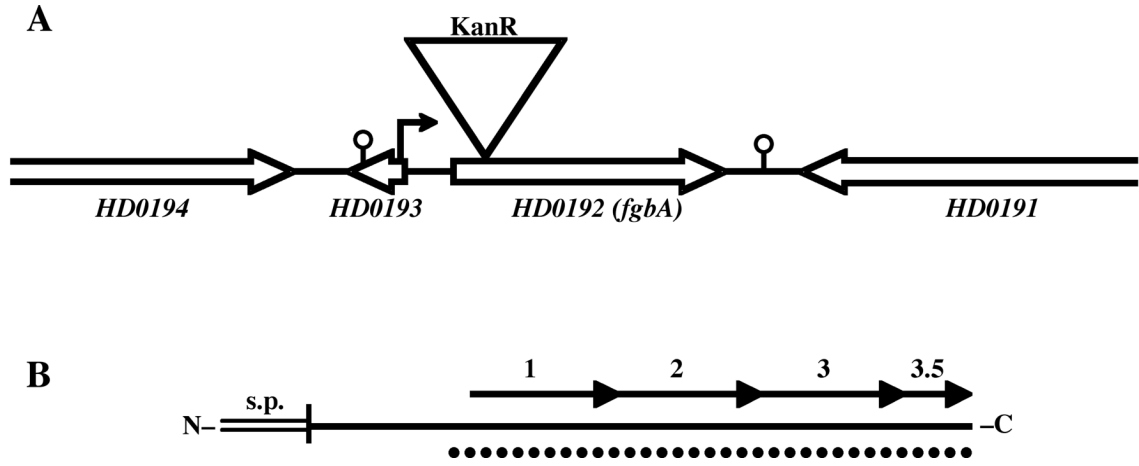 A
KanR
HD0194
HD0193
HD0192 (fgbA)
HD0191
B
1 2 3 3.5
s.p.
N– –C